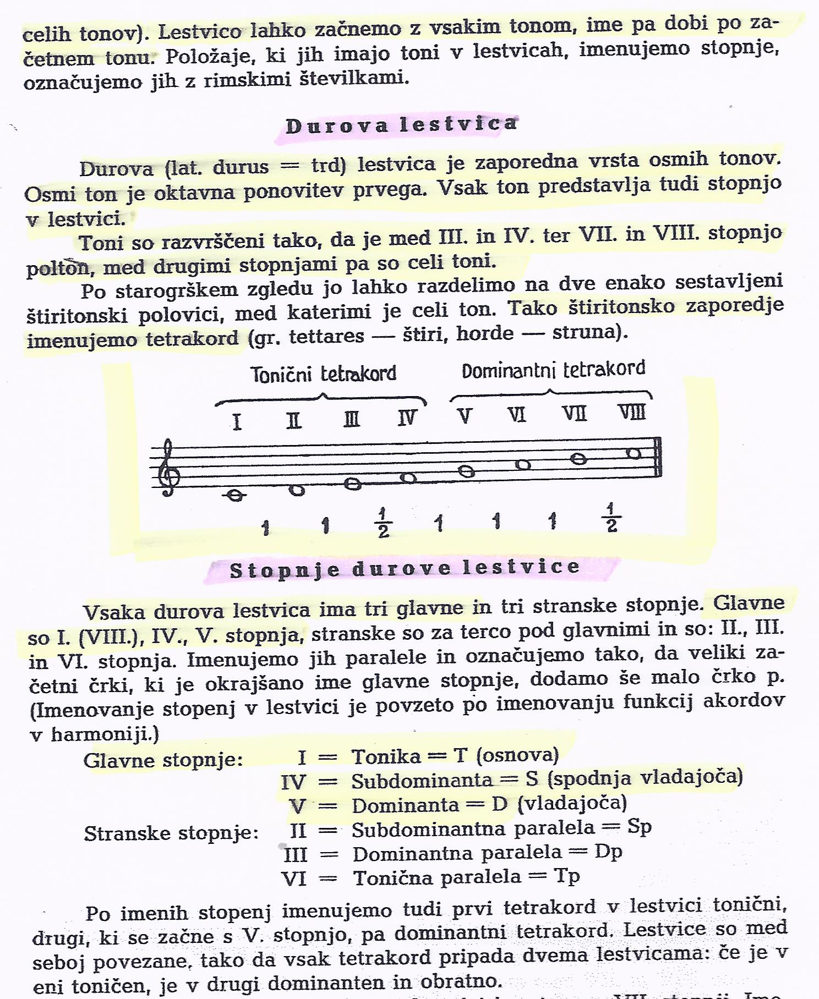 celih tonov). Lestvico lahko začnemo z vsakim tonom, ime pa dobi po za-
četnem tonu. Položaje, ki jih imajo toni v lestvicah, imenujemo stopnje,
označujemo jih z rimskimi številkami.
Durova lestvica
Durova (lat. durus = trd) lestvica je zaporedna vrsta osmih tonov.
Osmi ton je oktavna ponovitev prvega. Vsak ton predstavlja tudi stopnjo
v lestvici.
Toni so razvrščeni tako, da je med III. in IV. ter VII. in VIII. stopnjo
polton, med drugimi stopnjami pa so celi toni.
Po starogrškem zgledu jo lahko razdelimo na dve enako sestavljeni
štiritonski polovici, med katerimi je celi ton. Tako štiritonsko zaporedje
imenujemo tetrakord (gr. tettares — štiri, horde — struna).
Tonični tetrakord Dominantni tetrakord
I II III IV V VI VII VIII
1 1 1/2 1 1 1 1/2
Stopnje durove lestvice
Vsaka durova lestvica ima tri glavne in tri stranske stopnje. Glavne
so I. (VIII.), IV., V. stopnja, stranske so za terco pod glavnimi in so: II., III.
in VI. stopnja. Imenujemo jih paralele in označujemo tako, da veliki za-
četni črki, ki je okrajšano ime glavne stopnje, dodamo še malo črko p.
(Imenovanje stopenj v lestvici je povzeto po imenovanju funkcij akordov
v harmoniji.)
Glavne stopnje: I = Tonika = T (osnova)
IV = Subdominanta = S (spodnja vladajoča)
V = Dominanta = D (vladajoča)
Stranske stopnje: II = Subdominantna paralela = Sp
III = Dominantna paralela = Dp
VI = Tonična paralela = Tp
Po imenih stopenj imenujemo tudi prvi tetrakord v lestvici tonični,
drugi, ki se začne s V. stopnjo, pa dominantni tetrakord. Lestvice so med
seboj povezane, tako da vsak tetrakord pripada dvema lestvicama: če je v
eni toničen, je v drugi dominanten in obratno.